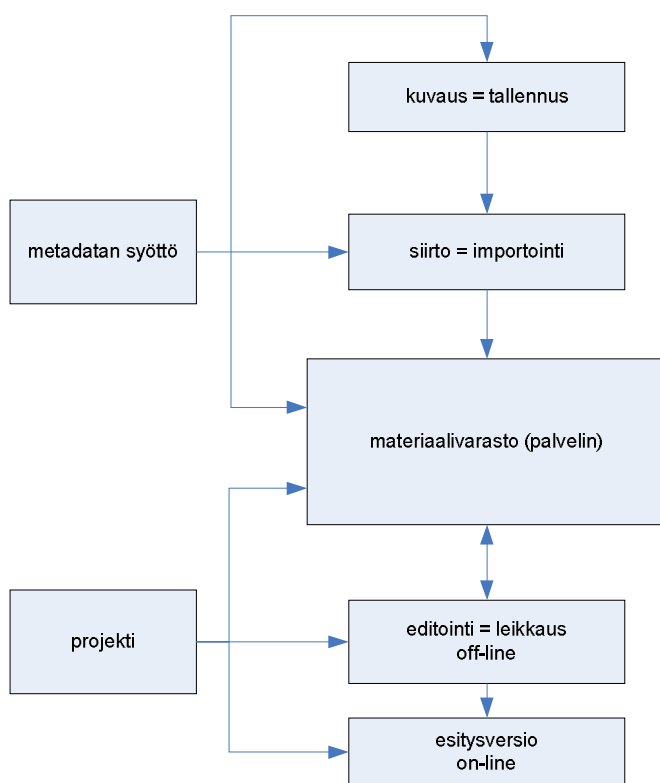 kuvaus = tallennus
metadatan syöttö
siirto = importointi
materiaalivarasto (palvelin)
projekti
editointi = leikkaus
off-line
esitysversio
on-line